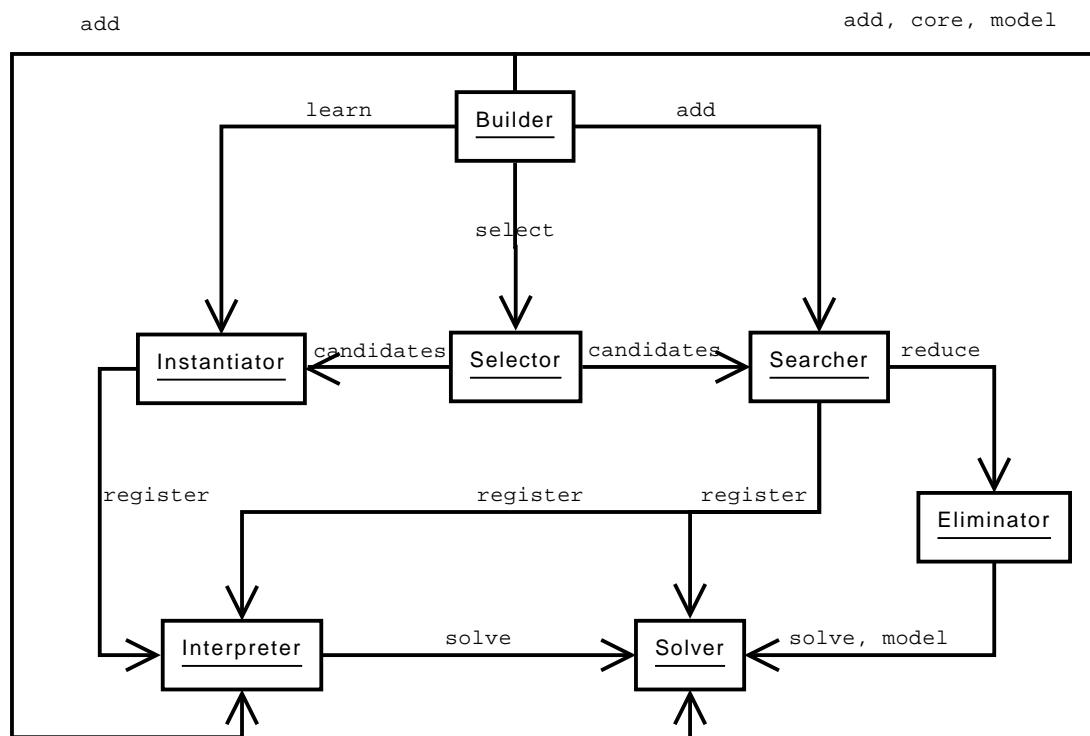 add
add, core, model
learn
Builder
add
select
Instantiator
candidates
Selector
candidates
Searcher
reduce
register
register
register
Eliminator
Interpreter
solve
Solver
solve, model